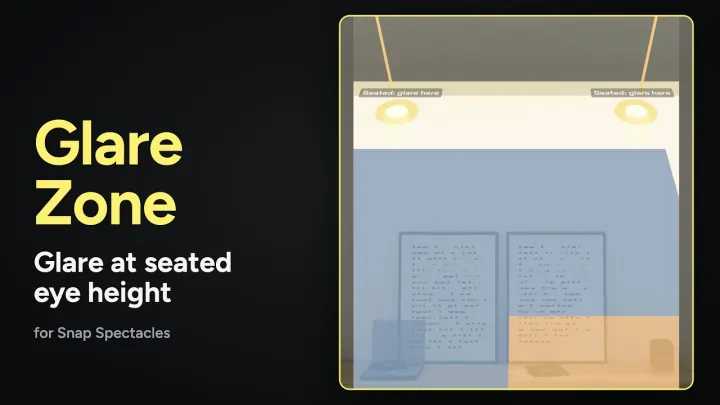 Glare
Zone
Glare at seated
eye height
for Snap Spectacles
Seated: glare here
Seated: glare here